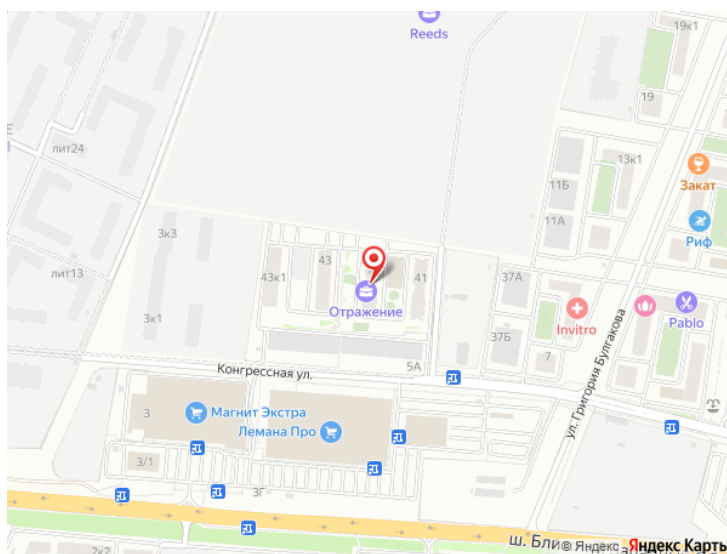 19к1
Reeds
19
лит24
13к1
11Б
Закат
11А
3к3
Риф
43
43к1
41
37А
лит13
Отражение
Invitro
Pablo
3к1
37Б
7
5А
Конгрессная ул.
ул. Григория Булгакова
3
Магнит Экстра
Лемана Про
3/1
3Г
ш. Бли
© Яндекс
Яндекс Карты
2к2